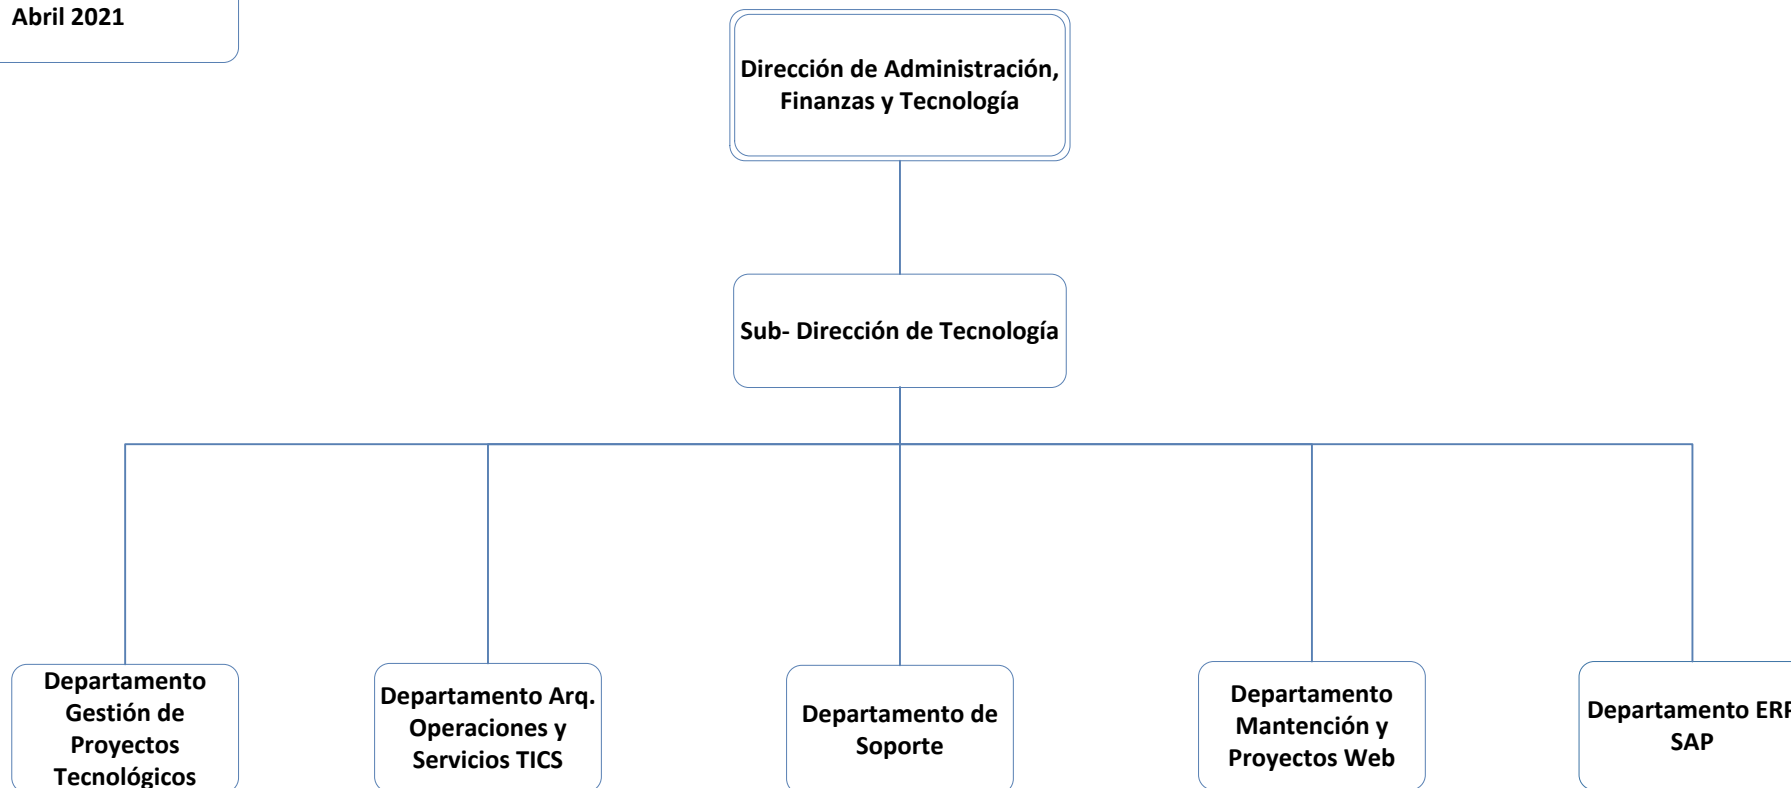 Abril 2021
Dirección de Administración,
Finanzas y Tecnología
Sub- Dirección de Tecnología
Departamento
Gestión de
Proyectos
Tecnológicos
Departamento Arq.
Operaciones y
Servicios TICS
Departamento de
Soporte
Departamento
Mantención y
Proyectos Web
Departamento ERP
SAP